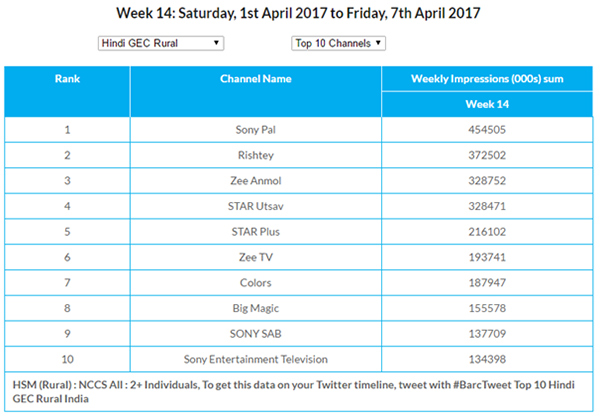 Week 14: Saturday, 1st April 2017 to Friday, 7th April 2017
Hindi GEC Rural Top 10 Channels
Rank Channel Name Weekly Impressions (000s) sum
Week 14
1 Sony Pal 454505
2 Rishtey 372502
3 Zee Anmol 328752
4 STAR Utsav 328471
5 STAR Plus 216102
6 Zee TV 193741
7 Colors 187947
8 Big Magic 155578
9 SONY SAB 137709
10 Sony Entertainment Television 134398
HSM (Rural) : NCCS All : 2+ Individuals, To get this data on your Twitter timeline, tweet with #BarcTweet Top 10 Hindi
GEC Rural India